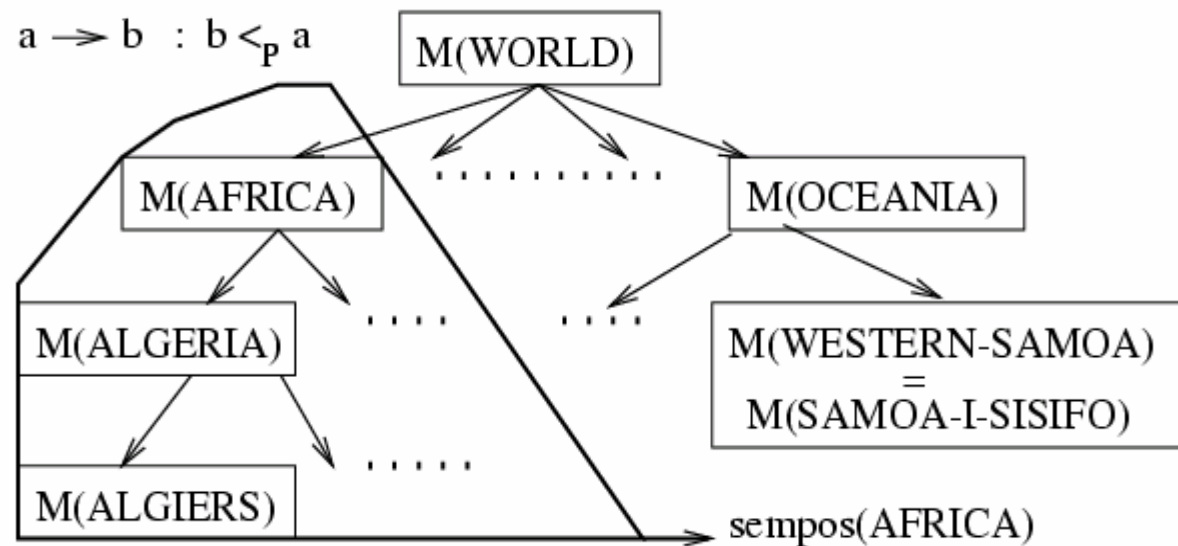 a → b : b <ₚ a
M(WORLD)
M(AFRICA)
. . . . . . . . . .
M(OCEANIA)
M(ALGERIA)
. . . .
. . . .
M(WESTERN-SAMOA)
=
M(SAMOA-I-SISIFO)
M(ALGIERS)
. . . . .
sempos(AFRICA)